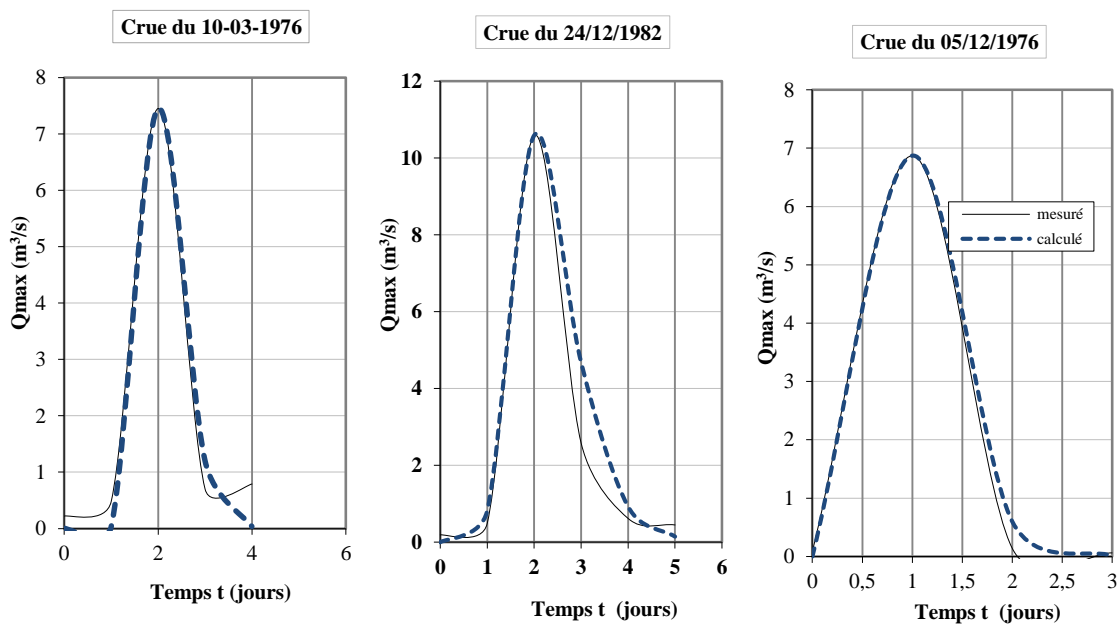 Crue du 10-03-1976
Qmax (m³/s)
8
7
6
5
4
3
2
1
0
0 2 4 6
Temps t (jours)
Crue du 24/12/1982
Qmax (m³/s)
12
10
8
6
4
2
0
0 1 2 3 4 5 6
Temps t (jours)
Crue du 05/12/1976
Qmax (m³/s)
8
7
6
5
4
3
2
1
0
0 0,5 1 1,5 2 2,5 3
Temps t (jours)
mesuré
calculé